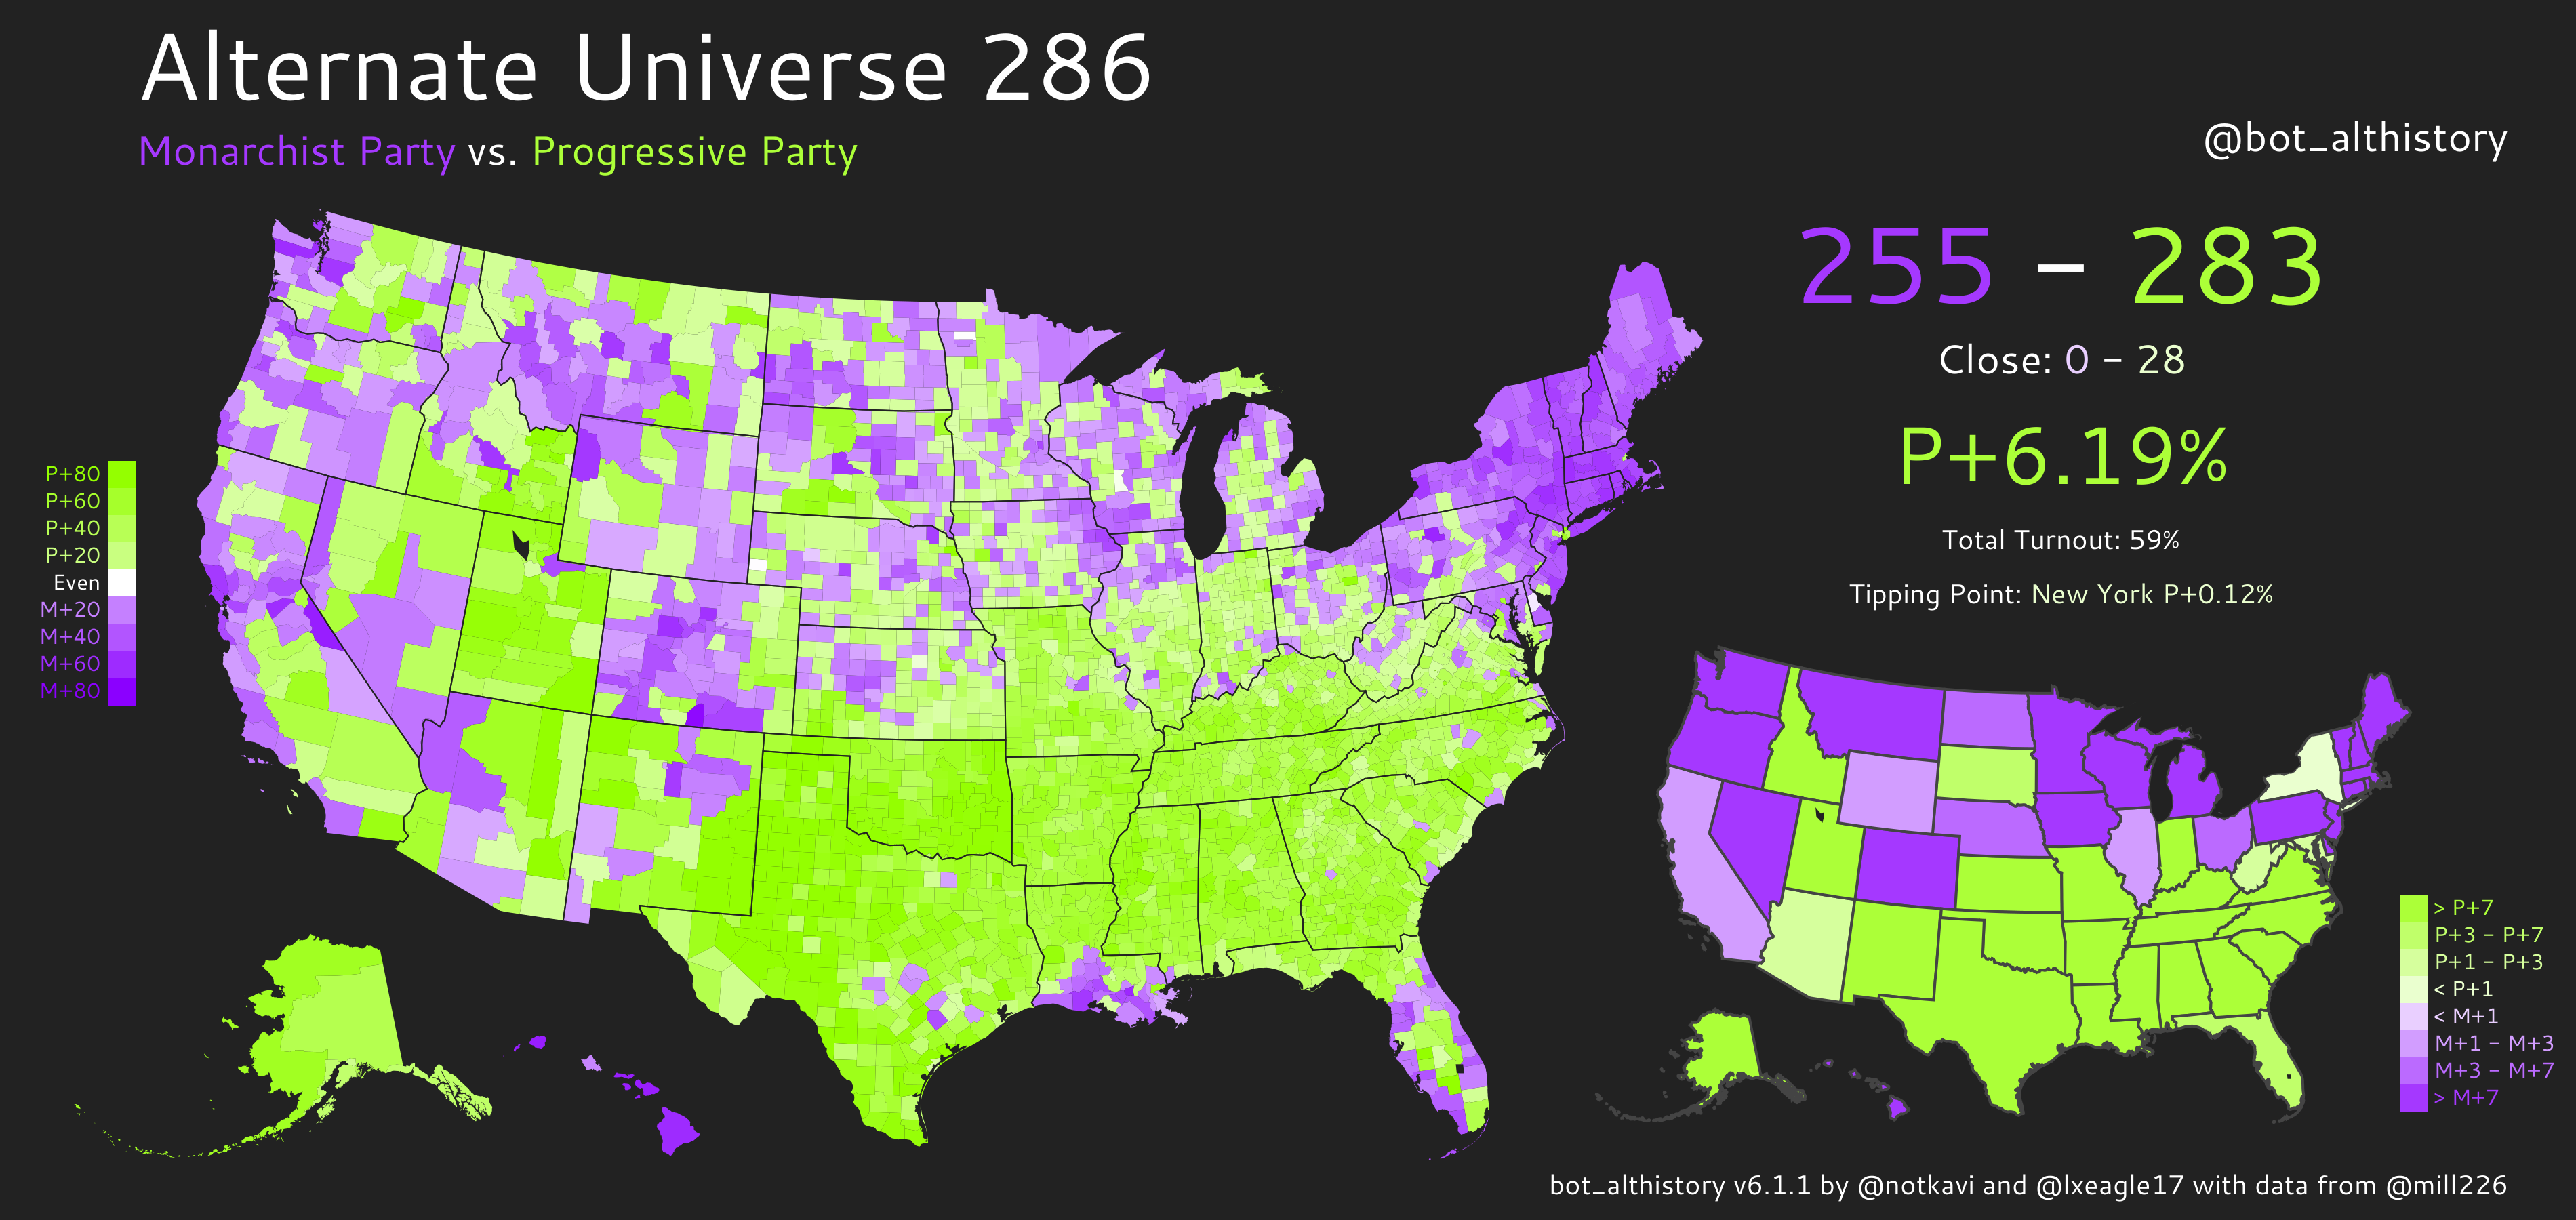 Alternate Universe 286
Monarchist Party vs. Progressive Party
@bot_althistory
255 – 283
Close: 0 – 28
P+6.19%
Total Turnout: 59%
Tipping Point: New York P+0.12%
P+80
P+60
P+40
P+20
Even
M+20
M+40
M+60
M+80
> P+7
P+3 – P+7
P+1 – P+3
< P+1
< M+1
M+1 – M+3
M+3 – M+7
> M+7
bot_althistory v6.1.1 by @notkavi and @lxeagle17 with data from @mill226